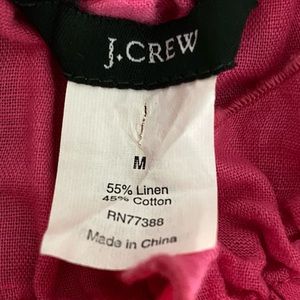 J.CREW
M
55% Linen
45% Cotton
RN77388
Made in China